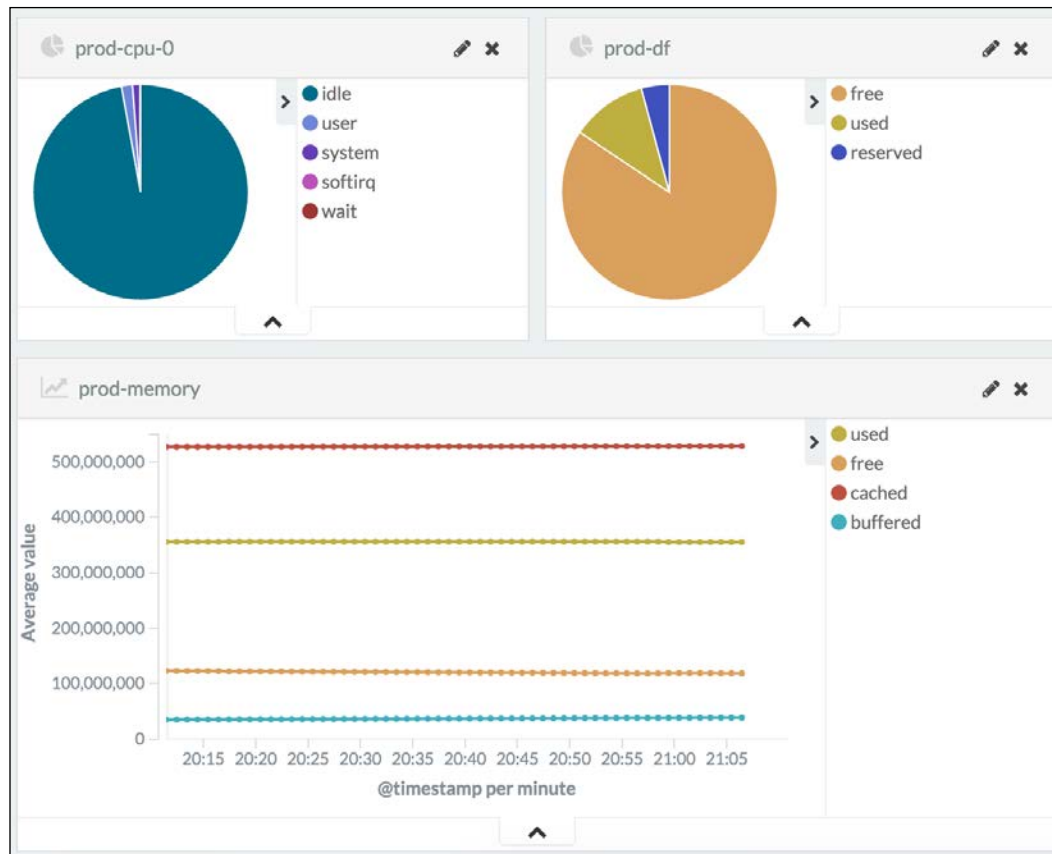 prod-cpu-0
idle
user
system
softirq
wait
prod-df
free
used
reserved
prod-memory
used
free
cached
buffered
500,000,000
400,000,000
300,000,000
200,000,000
100,000,000
0
Average value
20:15 20:20 20:25 20:30 20:35 20:40 20:45 20:50 20:55 21:00 21:05
@timestamp per minute